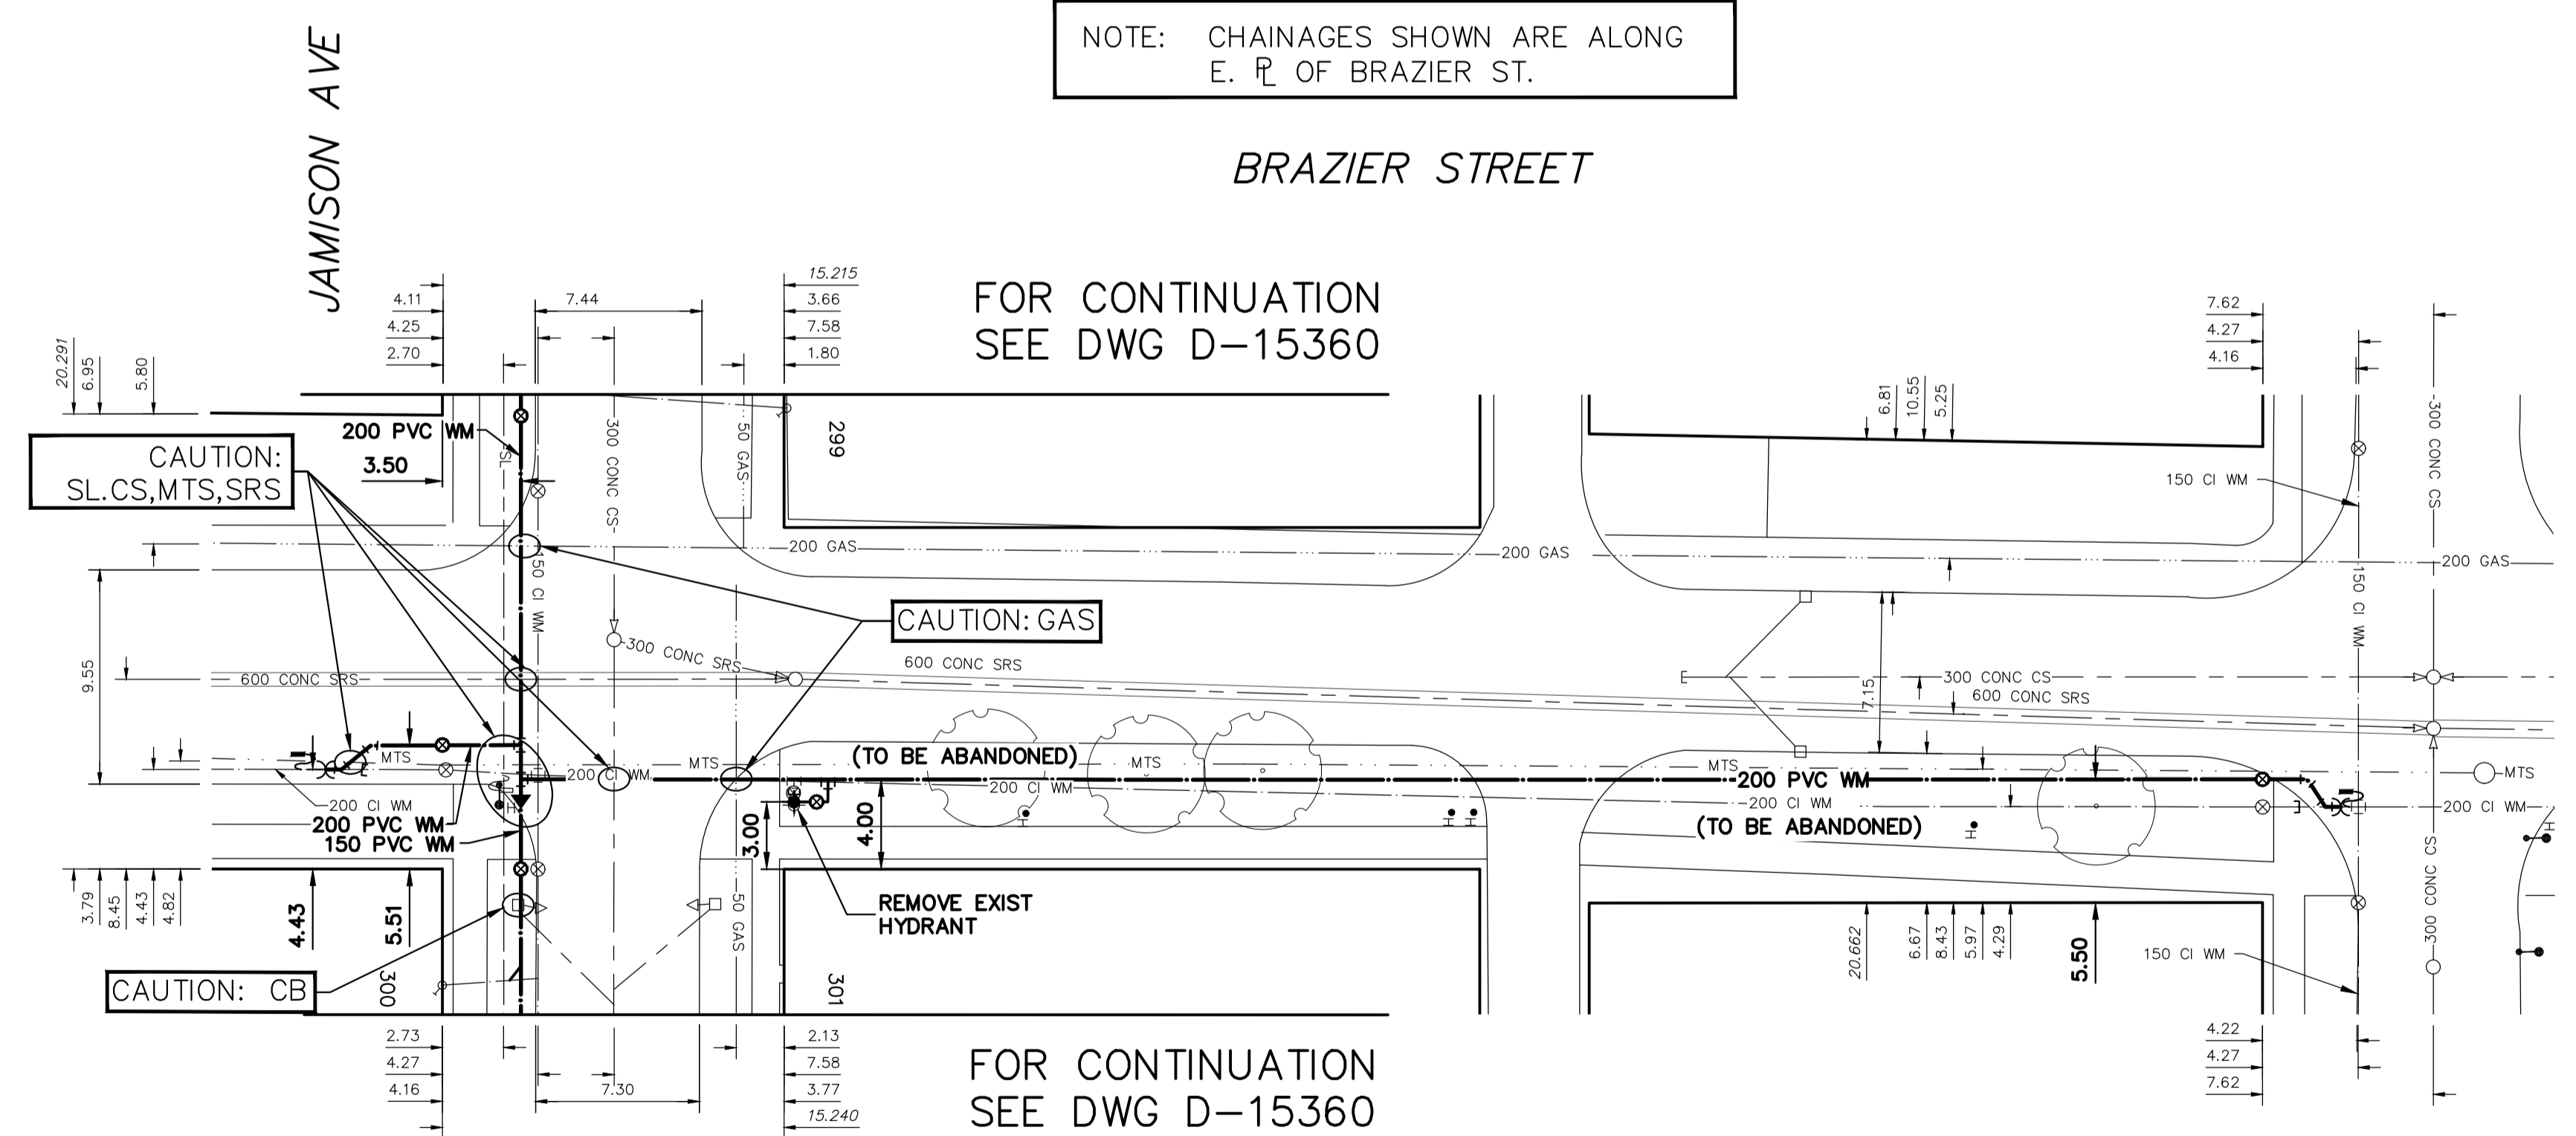 NOTE: CHAINAGES SHOWN ARE ALONG
E. ⅊ OF BRAZIER ST.
JAMISON AVE
BRAZIER STREET
FOR CONTINUATION
SEE DWG D-15360
15.215
3.66
7.58
1.80
4.11
4.25
2.70
7.44
7.62
4.27
4.16
20.291
6.95
5.80
6.81
10.55
5.25
200 PVC WM
3.50
CAUTION:
SL.CS,MTS,SRS
SL
300 CONC CS
50 GAS
299
150 CI WM
300 CONC CS
200 GAS
200 GAS
200 GAS
50 CI WM
150 CI WM
CAUTION: GAS
9.55
600 CONC SRS
300 CONC SRS
600 CONC SRS
7.15
300 CONC CS
600 CONC SRS
MTS
MTS
(TO BE ABANDONED)
MTS
MTS
MTS
200 CI WM
200 CI WM
200 PVC WM
200 CI WM
200 CI WM
200 CI WM
200 PVC WM
150 PVC WM
(TO BE ABANDONED)
H
H
H
H
H
H
3.00
4.00
3.79
8.45
4.43
4.82
4.43
5.51
REMOVE EXIST
HYDRANT
50 GAS
20.662
6.67
8.43
5.97
4.29
5.50
150 CI WM
300 CONC CS
CAUTION: CB
300
301
2.73
4.27
4.16
7.30
2.13
7.58
3.77
15.240
FOR CONTINUATION
SEE DWG D-15360
4.22
4.27
7.62